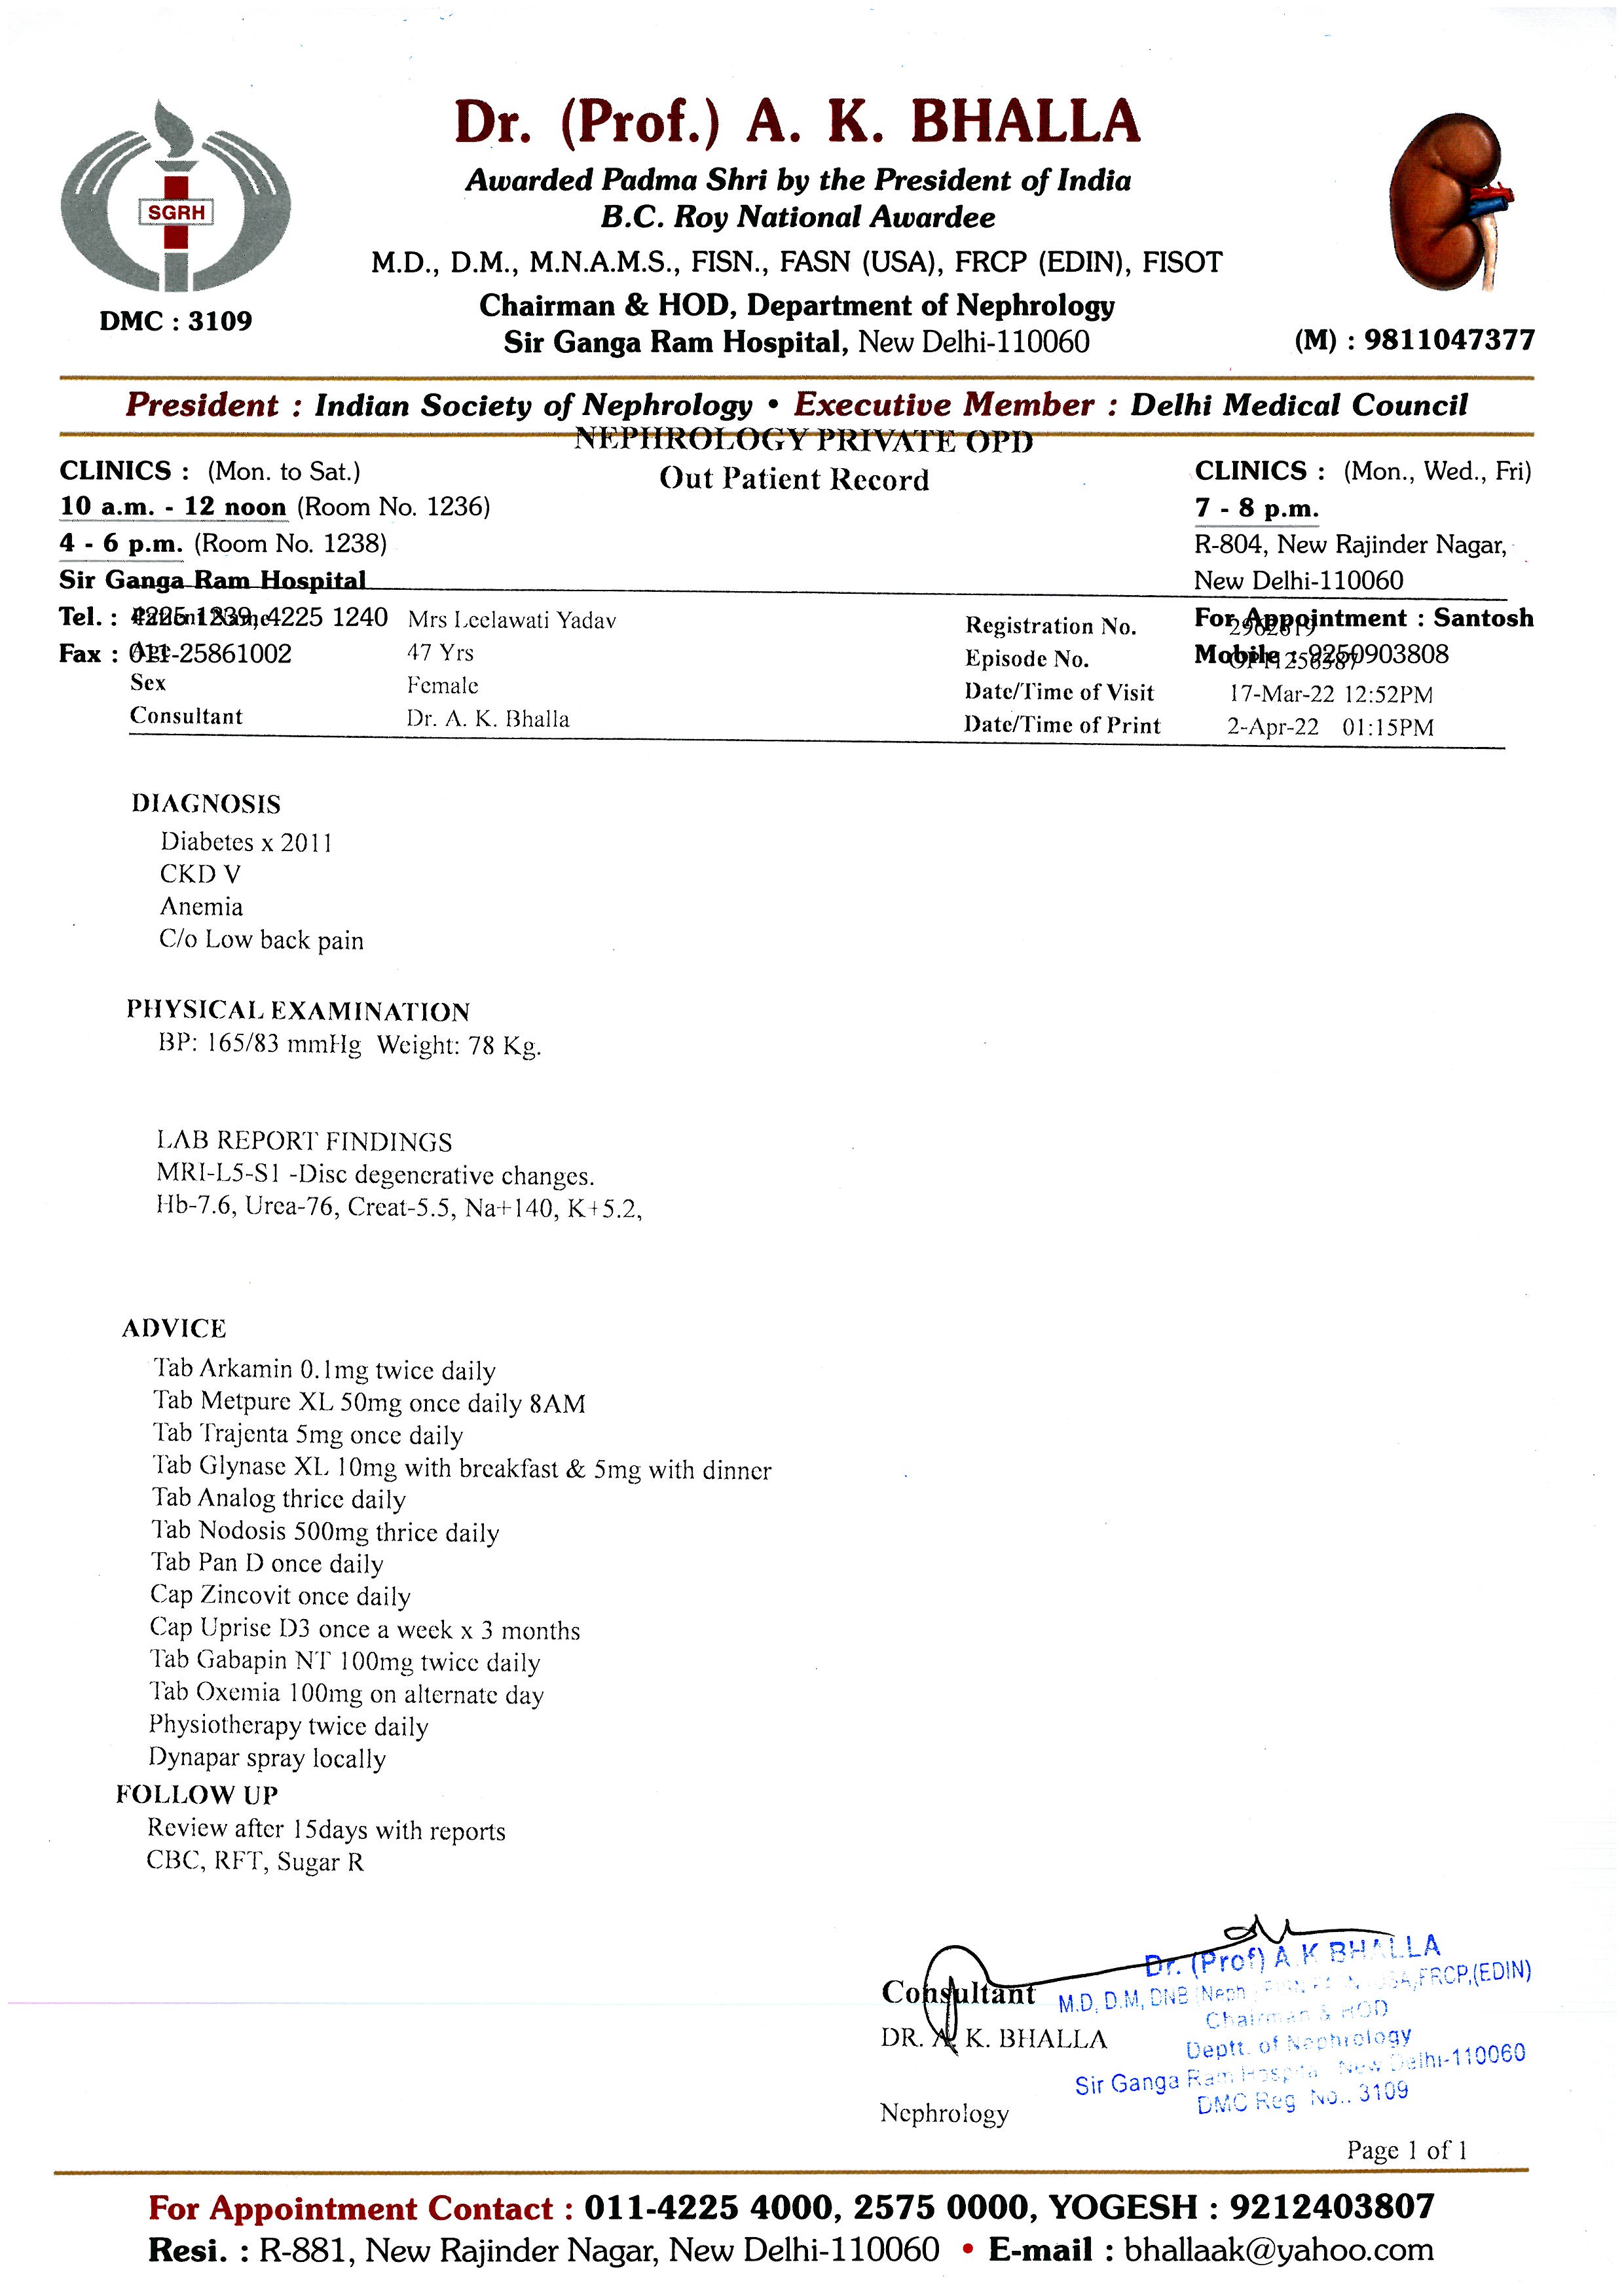 Dr. (Prof.) A. K. BHALLA
Awarded Padma Shri by the President of India
B.C. Roy National Awardee
M.D., D.M., M.N.A.M.S., FISN., FASN (USA), FRCP (EDIN), FISOT
Chairman & HOD, Department of Nephrology
Sir Ganga Ram Hospital, New Delhi-110060
SGRH
DMC : 3109
(M) : 9811047377
President : Indian Society of Nephrology • Executive Member : Delhi Medical Council
NEPHROLOGY PRIVATE OPD
Out Patient Record
CLINICS : (Mon. to Sat.)
10 a.m. - 12 noon (Room No. 1236)
4 - 6 p.m. (Room No. 1238)
Sir Ganga Ram Hospital
Tel. : 4225 1239, 4225 1240
Fax : 011-25861002
CLINICS : (Mon., Wed., Fri)
7 - 8 p.m.
R-804, New Rajinder Nagar,
New Delhi-110060
For Appointment : Santosh
Mobile : 9250903808
Patient Name Mrs Leelawati Yadav
Age 47 Yrs
Sex Female
Consultant Dr. A. K. Bhalla
Registration No. 2962619
Episode No.
Date/Time of Visit 17-Mar-22 12:52PM
Date/Time of Print 2-Apr-22 01:15PM
DIAGNOSIS
Diabetes x 2011
CKD V
Anemia
C/o Low back pain
PHYSICAL EXAMINATION
BP: 165/83 mmHg Weight: 78 Kg.
LAB REPORT FINDINGS
MRI-L5-S1 -Disc degenerative changes.
Hb-7.6, Urea-76, Creat-5.5, Na+140, K+5.2,
ADVICE
Tab Arkamin 0.1mg twice daily
Tab Metpure XL 50mg once daily 8AM
Tab Trajenta 5mg once daily
Tab Glynase XL 10mg with breakfast & 5mg with dinner
Tab Analog thrice daily
Tab Nodosis 500mg thrice daily
Tab Pan D once daily
Cap Zincovit once daily
Cap Uprise D3 once a week x 3 months
Tab Gabapin NT 100mg twice daily
Tab Oxemia 100mg on alternate day
Physiotherapy twice daily
Dynapar spray locally
FOLLOW UP
Review after 15days with reports
CBC, RFT, Sugar R
Consultant
DR. A. K. BHALLA
Nephrology
Dr. (Prof) A K BHALLA
M.D, D.M, DNB (Neph FRCP,(EDIN)
Chairman & HOD
Deptt. of Nephrology
Sir Ganga Ram Hospital New Delhi-110060
DMC Reg No.. 3109
Page 1 of 1
For Appointment Contact : 011-4225 4000, 2575 0000, YOGESH : 9212403807
Resi. : R-881, New Rajinder Nagar, New Delhi-110060 • E-mail : bhallaak@yahoo.com